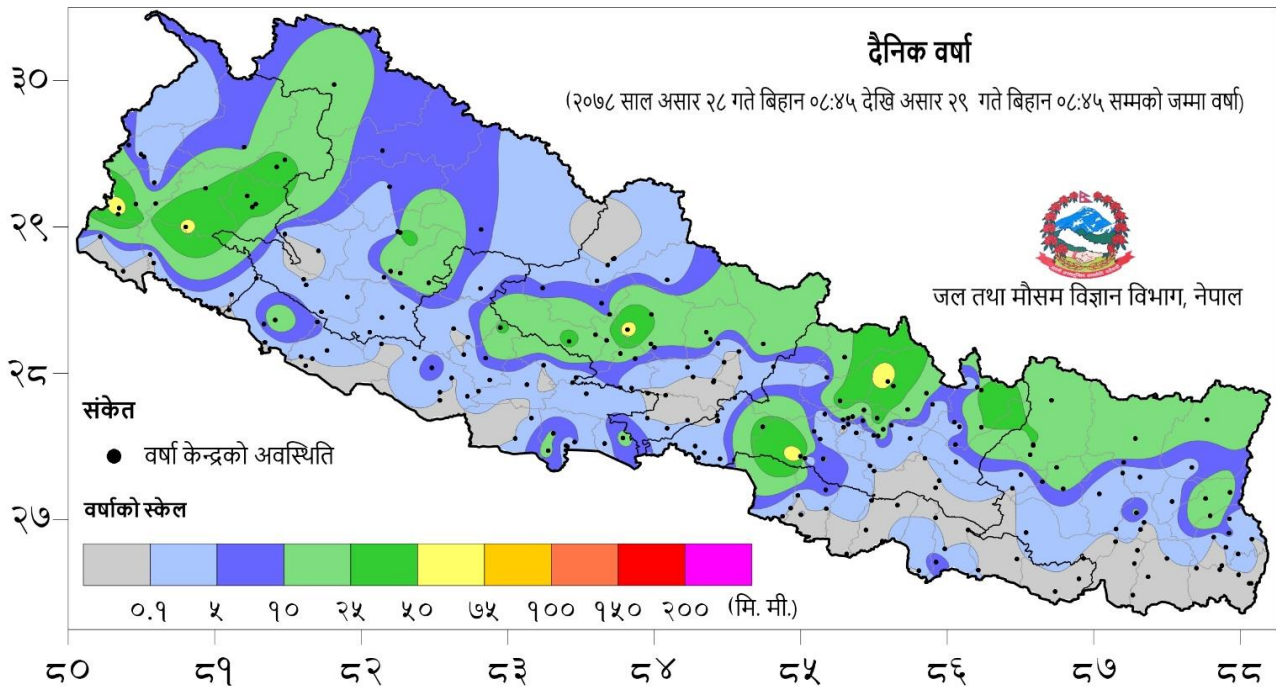 दैनिक वर्षा
(२०७८ साल असार २८ गते बिहान ०८:४५ देखि असार २९ गते बिहान ०८:४५ सम्मको जम्मा वर्षा)
३०
२९
जल तथा मौसम विज्ञान विभाग, नेपाल
२८
संकेत
वर्षा केन्द्रको अवस्थिति
वर्षाको स्केल
२७
०.१ ५ १० २५ ५० ७५ १०० १५० २०० (मि. मी.)
८० ८१ ८२ ८३ ८४ ८५ ८६ ८७ ८८